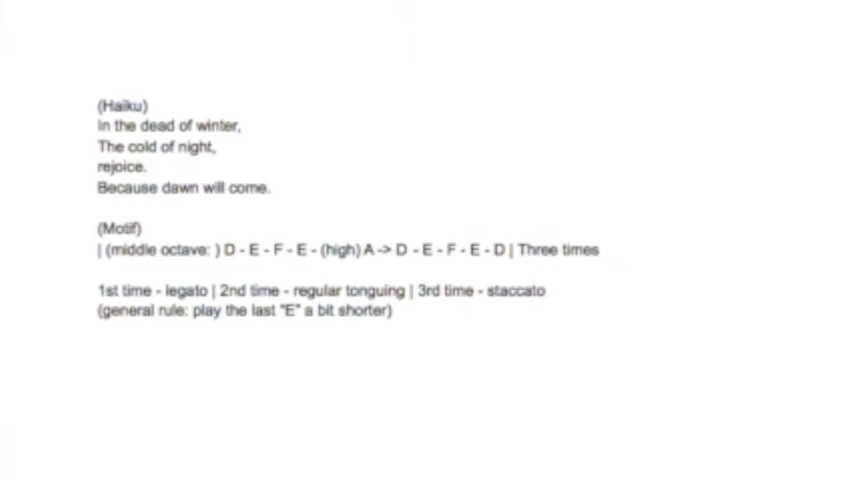 (Haiku)
In the dead of winter,
The cold of night,
rejoice.
Because dawn will come.
(Motif)
| (middle octave: ) D - E - F - E - (high) A -> D - E - F - E - D | Three times
1st time - legato | 2nd time - regular tonguing | 3rd time - staccato
(general rule: play the last "E" a bit shorter)